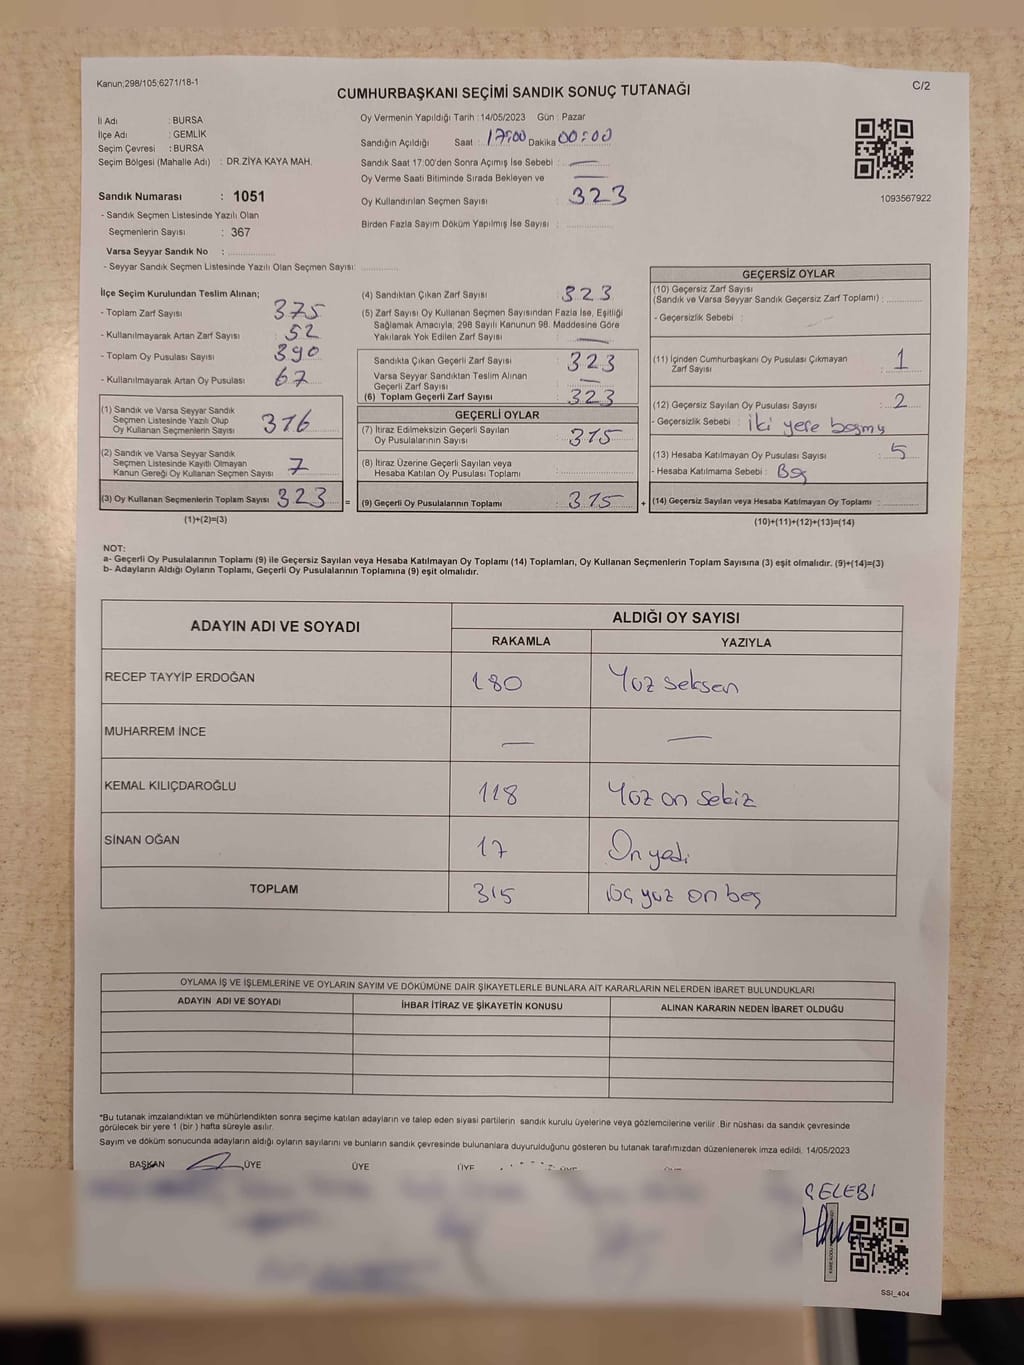 Kanun;298/105;6271/18-1
C/2
CUMHURBAŞKANI SEÇİMİ SANDIK SONUÇ TUTANAĞI
İl Adı : BURSA
İlçe Adı : GEMLİK
Seçim Çevresi : BURSA
Seçim Bölgesi (Mahalle Adı) : DR.ZİYA KAYA MAH.
Sandık Numarası : 1051
- Sandık Seçmen Listesinde Yazılı Olan
Seçmenlerin Sayısı : 367
Varsa Seyyar Sandık No :
- Seyyar Sandık Seçmen Listesinde Yazılı Olan Seçmen Sayısı:
Oy Vermenin Yapıldığı Tarih :14/05/2023 Gün : Pazar
Sandığın Açıldığı Saat : 17:00 Dakika 00:00
Sandık Saat 17:00'den Sonra Açımış İse Sebebi : —
Oy Verme Saati Bitiminde Sırada Bekleyen ve —
Oy Kullandırılan Seçmen Sayısı : 323
Birden Fazla Sayım Döküm Yapılmış İse Sayısı :
1093567922
İlçe Seçim Kurulundan Teslim Alınan;
- Toplam Zarf Sayısı : 375
- Kullanılmayarak Artan Zarf Sayısı : 52
- Toplam Oy Pusulası Sayısı : 390
- Kullanılmayarak Artan Oy Pusulası : 67
(1) Sandık ve Varsa Seyyar Sandık
Seçmen Listesinde Yazılı Olup
Oy Kullanan Seçmenlerin Sayısı : 316
(2) Sandık ve Varsa Seyyar Sandık
Seçmen Listesinde Kayıtlı Olmayan
Kanun Gereği Oy Kullanan Seçmen Sayısı : 7
(3) Oy Kullanan Seçmenlerin Toplam Sayısı : 323 =
(1)+(2)=(3)
(4) Sandıktan Çıkan Zarf Sayısı : 323
(5) Zarf Sayısı Oy Kullanan Seçmen Sayısından Fazla İse, Eşitliği
Sağlamak Amacıyla, 298 Sayılı Kanunun 98. Maddesine Göre
Yakılarak Yok Edilen Zarf Sayısı : —
Sandıkta Çıkan Geçerli Zarf Sayısı : 323
Varsa Seyyar Sandıktan Teslim Alınan
Geçerli Zarf Sayısı : —
(6) Toplam Geçerli Zarf Sayısı : 323
GEÇERLİ OYLAR
(7) İtiraz Edilmeksizin Geçerli Sayılan
Oy Pusulalarının Sayısı : 315
(8) İtiraz Üzerine Geçerli Sayılan veya
Hesaba Katılan Oy Pusulası Toplamı :
(9) Geçerli Oy Pusulalarının Toplamı : 315 +
GEÇERSİZ OYLAR
(10) Geçersiz Zarf Sayısı
(Sandık ve Varsa Seyyar Sandık Geçersiz Zarf Toplamı) :
- Geçersizlik Sebebi : —
(11) İçinden Cumhurbaşkanı Oy Pusulası Çıkmayan
Zarf Sayısı : 1
(12) Geçersiz Sayılan Oy Pusulası Sayısı : 2
- Geçersizlik Sebebi : İki yere basmış
(13) Hesaba Katılmayan Oy Pusulası Sayısı : 5
- Hesaba Katılmama Sebebi :
(14) Geçersiz Sayılan veya Hesaba Katılmayan Oy Toplamı :
(10)+(11)+(12)+(13)=(14)
NOT:
a- Geçerli Oy Pusulalarının Toplamı (9) ile Geçersiz Sayılan veya Hesaba Katılmayan Oy Toplamı (14) Toplamları, Oy Kullanan Seçmenlerin Toplam Sayısına (3) eşit olmalıdır. (9)+(14)=(3)
b- Adayların Aldığı Oyların Toplamı, Geçerli Oy Pusulalarının Toplamına (9) eşit olmalıdır.
ADAYIN ADI VE SOYADI ALDIĞI OY SAYISI
RAKAMLA YAZIYLA
RECEP TAYYİP ERDOĞAN 180 Yüz seksen
MUHARREM İNCE — —
KEMAL KILIÇDAROĞLU 118 Yüz on sekiz
SİNAN OĞAN 17 On yedi
TOPLAM 315 üç yüz on beş
OYLAMA İŞ VE İŞLEMLERİNE VE OYLARIN SAYIM VE DÖKÜMÜNE DAİR ŞİKAYETLERLE BUNLARA AİT KARARLARIN NELERDEN İBARET BULUNDUKLARI
ADAYIN ADI VE SOYADI İHBAR İTİRAZ VE ŞİKAYETİN KONUSU ALINAN KARARIN NEDEN İBARET OLDUĞU
*Bu tutanak imzalandıktan ve mühürlendikten sonra seçime katılan adayların ve talep eden siyasi partilerin sandık kurulu üyelerine veya gözlemcilerine verilir .Bir nüshası da sandık çevresinde
görülecek bir yere 1 (bir ) hafta süreyle asılır.
Sayım ve döküm sonucunda adayların aldığı oyların sayılarını ve bunların sandık çevresinde bulunanlara duyurulduğunu gösteren bu tutanak tarafımızdan düzenlenerek imza edildi. 14/05/2023
BAŞKAN ÜYE ÜYE ÜYE
ÇELEBİ
SSI_404